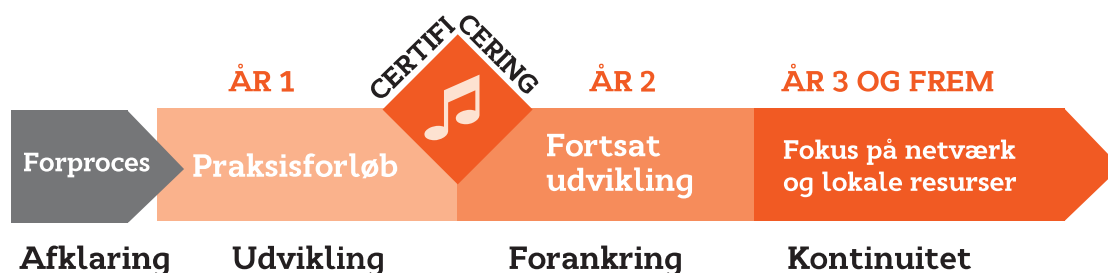 CERTIFI
CERING
ÅR 1
ÅR 2
ÅR 3 OG FREM
Forproces
Praksisforløb
Fortsat
udvikling
Fokus på netværk
og lokale resurser
Afklaring
Udvikling
Forankring
Kontinuitet